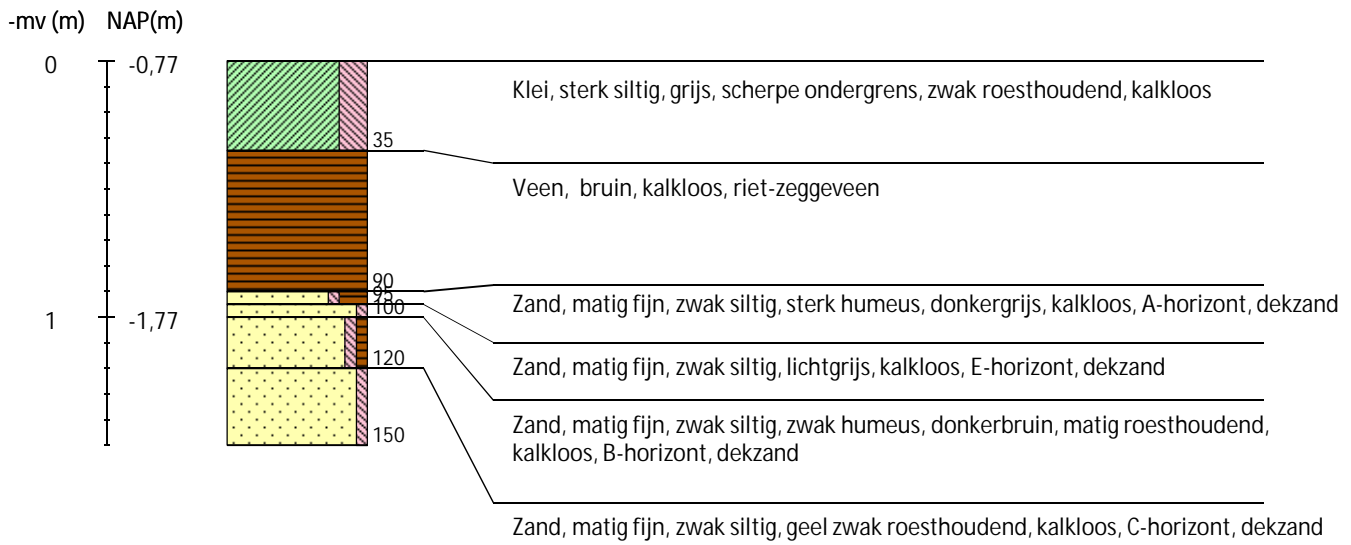 -mv (m) NAP(m)
0 -0,77
Klei, sterk siltig, grijs, scherpe ondergrens, zwak roesthoudend, kalkloos
35
Veen, bruin, kalkloos, riet-zeggeveen
90
95
Zand, matig fijn, zwak siltig, sterk humeus, donkergrijs, kalkloos, A-horizont, dekzand
100
1 -1,77
120
Zand, matig fijn, zwak siltig, lichtgrijs, kalkloos, E-horizont, dekzand
Zand, matig fijn, zwak siltig, zwak humeus, donkerbruin, matig roesthoudend,
kalkloos, B-horizont, dekzand
150
Zand, matig fijn, zwak siltig, geel zwak roesthoudend, kalkloos, C-horizont, dekzand